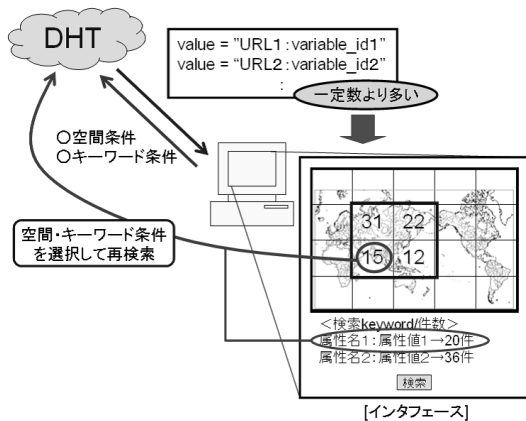 DHT
value = "URL1:variable_id1"
value = “URL2:variable_id2”
:
一定数より多い
○空間条件
○キーワード条件
空間・キーワード条件
を選択して再検索
31 22
15 12
＜検索keyword/件数＞
属性名1:属性値1→20件
属性名2:属性値2→36件
検索
[インタフェース]